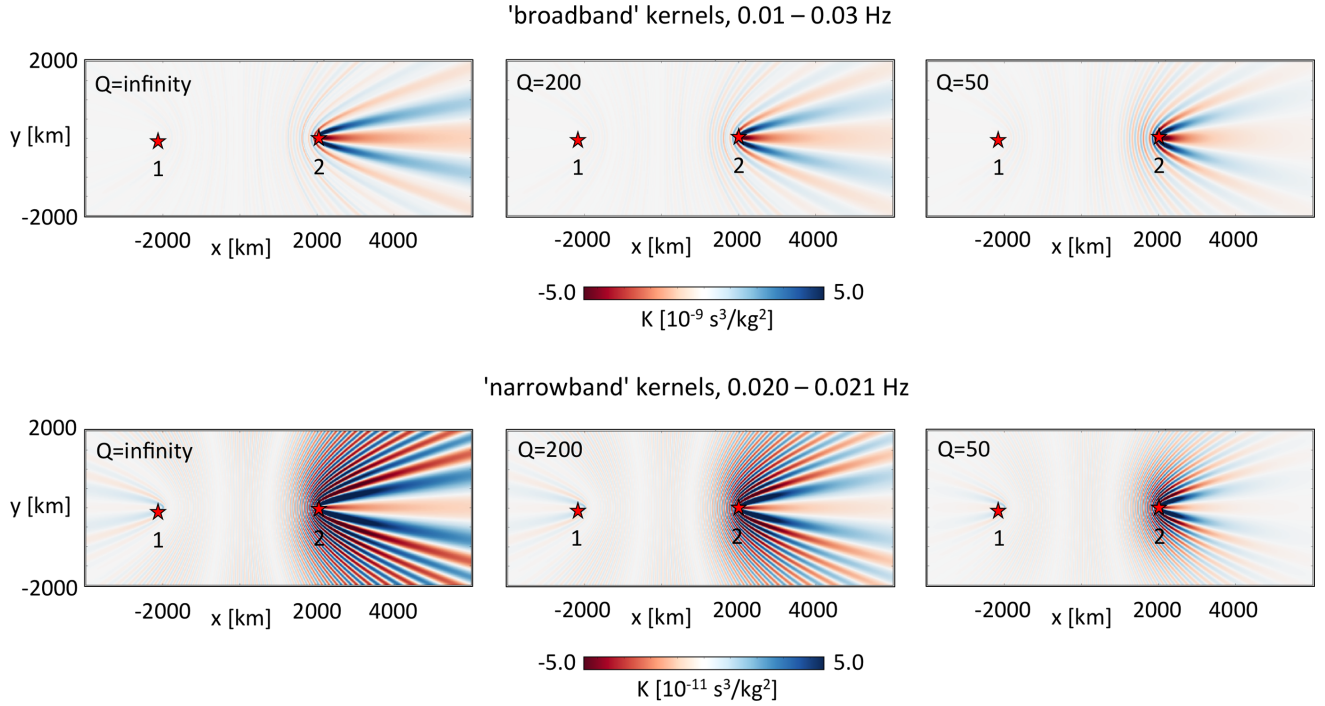 'broadband' kernels, 0.01 – 0.03 Hz
2000
Q=infinity
Q=200
Q=50
y [km]
1 2 1 2 1 2
-2000
-2000 x [km] 2000 4000 -2000 x [km] 2000 4000 -2000 x [km] 2000 4000
-5.0 5.0
K [10⁻⁹ s³/kg²]
'narrowband' kernels, 0.020 – 0.021 Hz
2000
Q=infinity
Q=200
Q=50
y [km]
1 2 1 2 1 2
-2000
-2000 x [km] 2000 4000 -2000 x [km] 2000 4000 -2000 x [km] 2000 4000
-5.0 5.0
K [10⁻¹¹ s³/kg²]